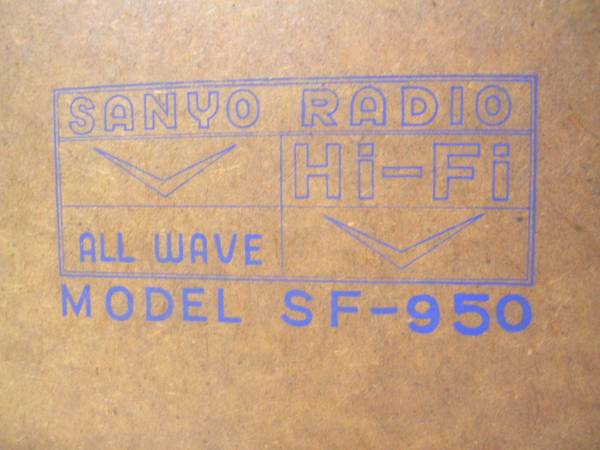 SANYO RADIO
Hi-Fi
ALL WAVE
MODEL SF-950